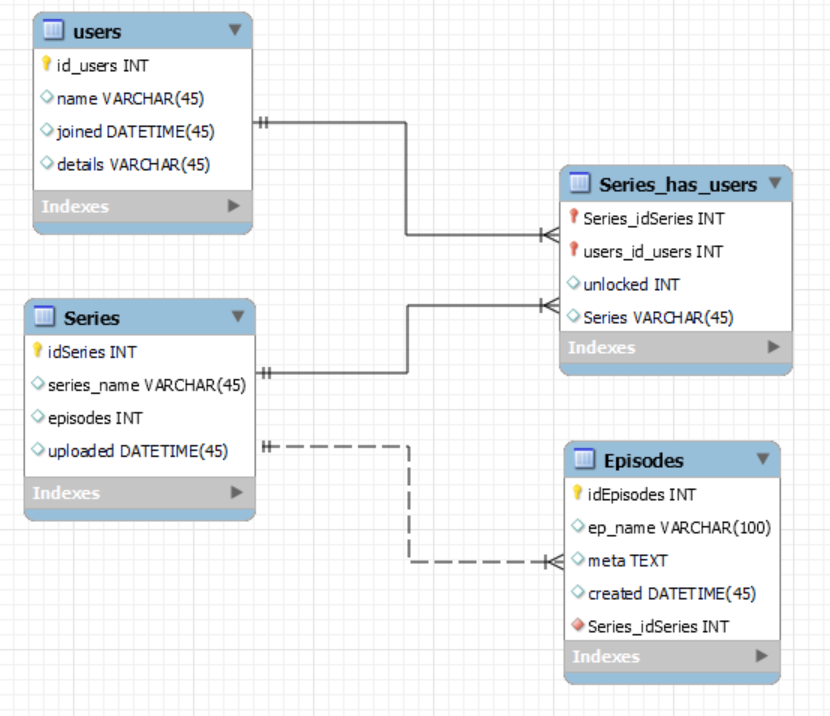 users
id_users INT
name VARCHAR(45)
joined DATETIME(45)
details VARCHAR(45)
Indexes
Series
idSeries INT
series_name VARCHAR(45)
episodes INT
uploaded DATETIME(45)
Indexes
Series_has_users
Series_idSeries INT
users_id_users INT
unlocked INT
Series VARCHAR(45)
Indexes
Episodes
idEpisodes INT
ep_name VARCHAR(100)
meta TEXT
created DATETIME(45)
Series_idSeries INT
Indexes